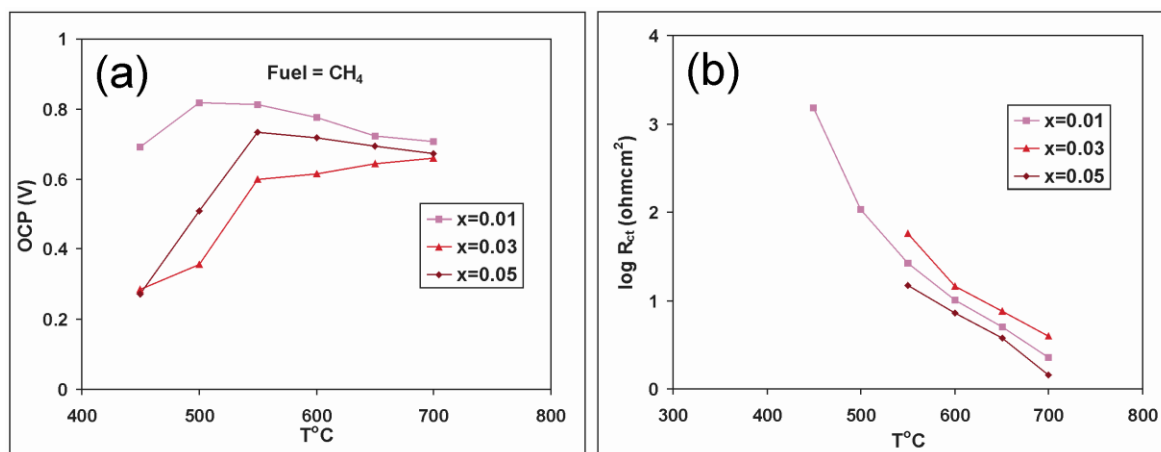 (a)
Fuel = CH₄
1
0.8
0.6
0.4
0.2
0
OCP (V)
x=0.01
x=0.03
x=0.05
400 500 600 700 800
T°C
(b)
4
3
2
1
0
log R_ct (ohmcm²)
x=0.01
x=0.03
x=0.05
300 400 500 600 700 800
T°C